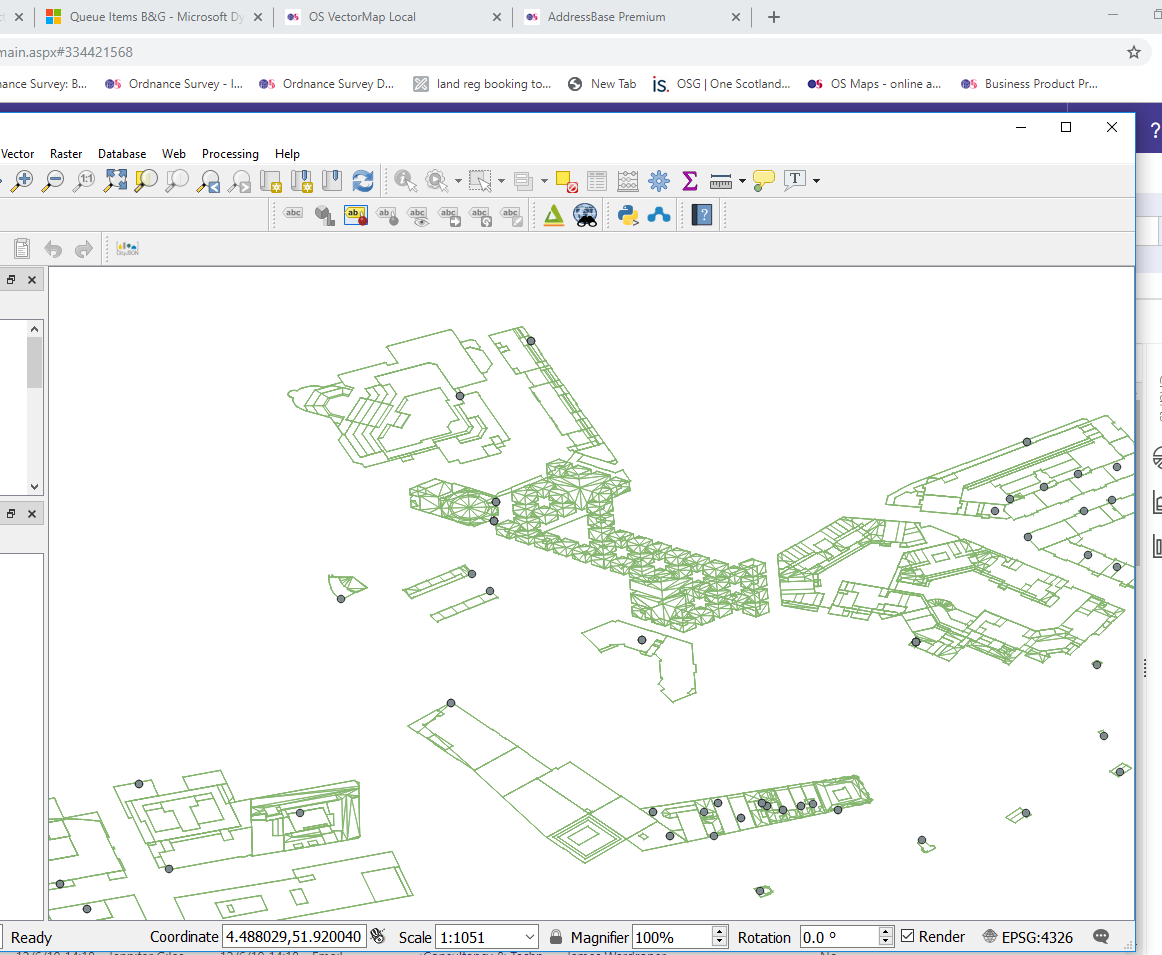 Queue Items B&G - Microsoft Dy
OS VectorMap Local
AddressBase Premium
main.aspx#334421568
nance Survey: B...
Ordnance Survey - I...
Ordnance Survey D...
land reg booking to...
New Tab
OSG | One Scotland...
OS Maps - online a...
Business Product Pr...
Vector Raster Database Web Processing Help
Ready
Coordinate 4.488029,51.920040
Scale 1:1051
Magnifier 100%
Rotation 0.0 °
Render
EPSG:4326